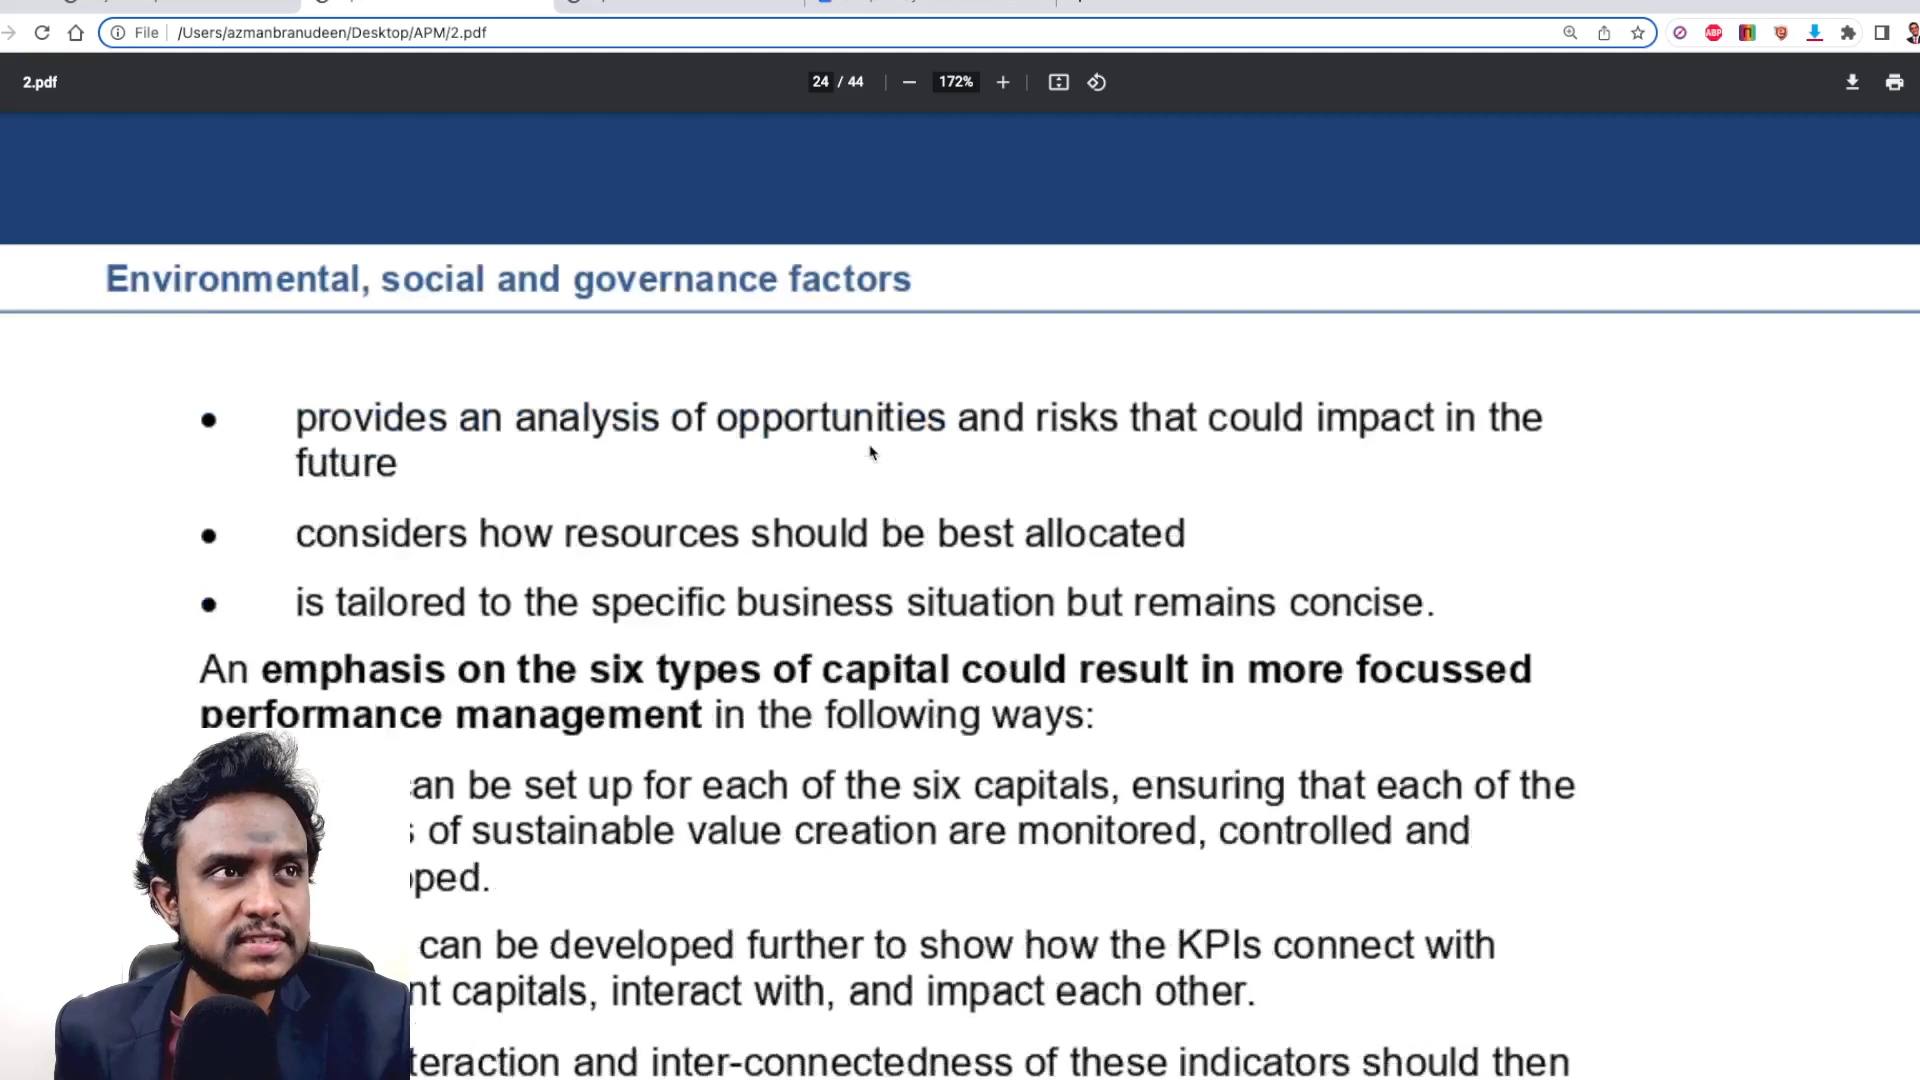 File
/Users/azmanbranudeen/Desktop/APM/2.pdf
ABP
2.pdf
24 / 44
172%
Environmental, social and governance factors
• provides an analysis of opportunities and risks that could impact in the
future
• considers how resources should be best allocated
• is tailored to the specific business situation but remains concise.
An emphasis on the six types of capital could result in more focussed
performance management in the following ways:
an be set up for each of the six capitals, ensuring that each of the
of sustainable value creation are monitored, controlled and
ped.
can be developed further to show how the KPIs connect with
nt capitals, interact with, and impact each other.
teraction and inter-connectedness of these indicators should then